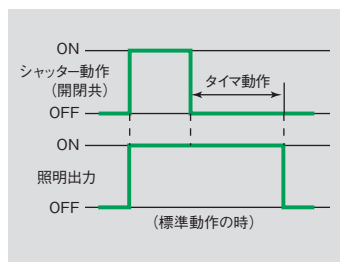 ON
シャッター動作
（開閉共）
タイマ動作
OFF
ON
照明出力
OFF
（標準動作の時）